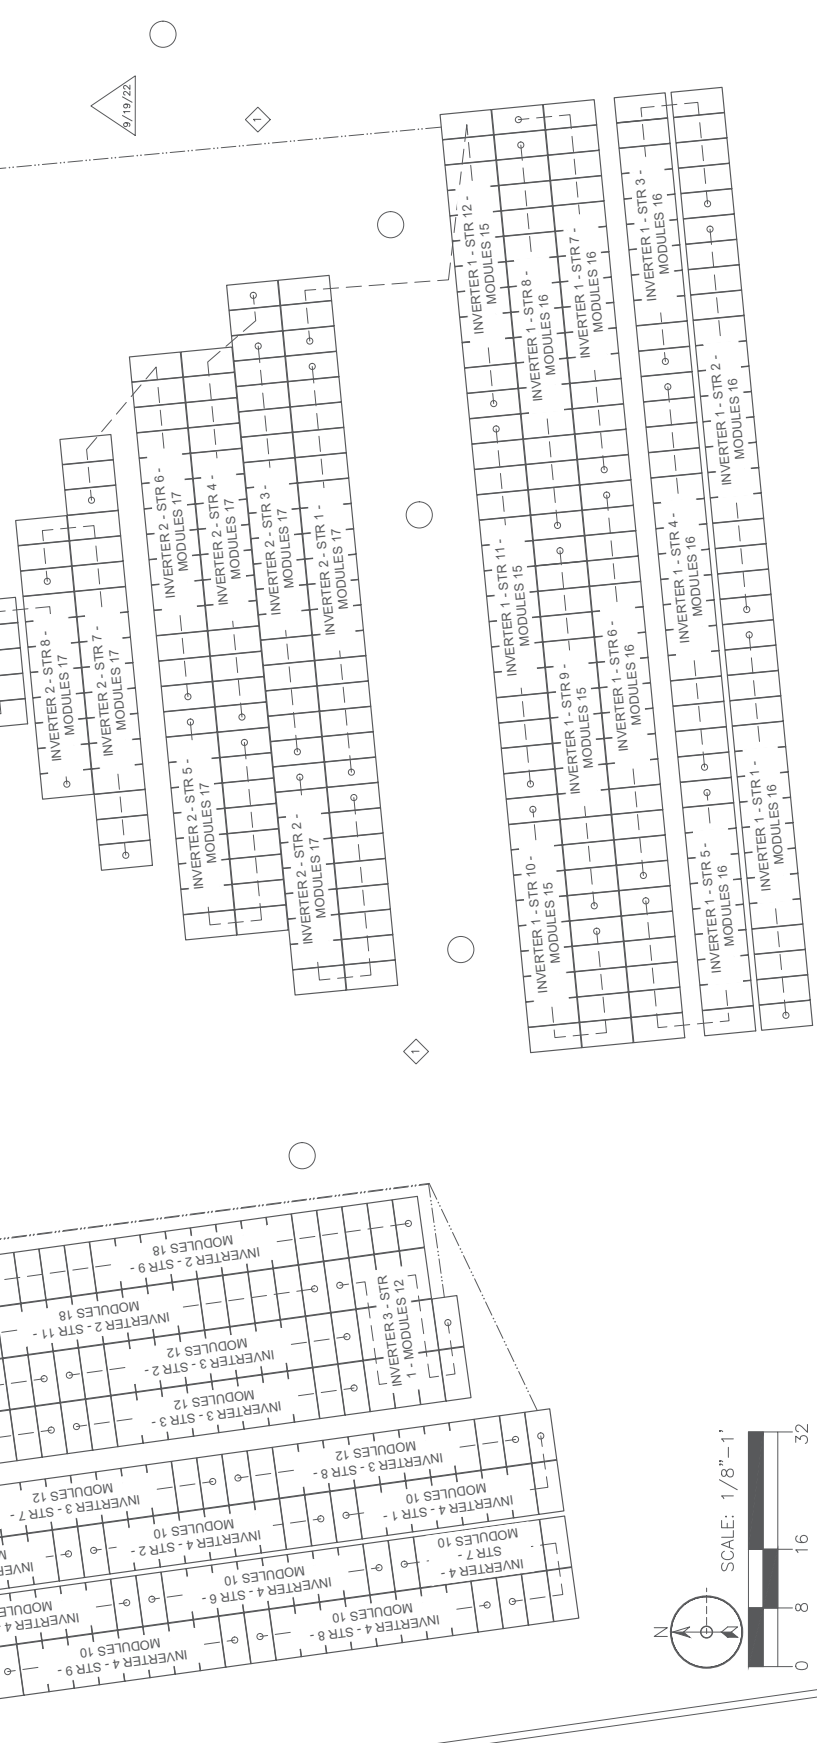 9/19/22
1
INVERTER 1 - STR 12 -
MODULES 15
INVERTER 1 - STR 8 -
MODULES 16
INVERTER 1 - STR 7 -
MODULES 16
INVERTER 1 - STR 3 -
MODULES 16
INVERTER 1 - STR 2 -
MODULES 16
INVERTER 2 - STR 6 -
MODULES 17
INVERTER 2 - STR 4 -
MODULES 17
INVERTER 2 - STR 3 -
MODULES 17
INVERTER 2 - STR 1 -
MODULES 17
INVERTER 1 - STR 11 -
MODULES 15
INVERTER 1 - STR 9 -
MODULES 15
INVERTER 1 - STR 6 -
MODULES 16
INVERTER 1 - STR 4 -
MODULES 16
INVERTER 2 - STR 8 -
MODULES 17
INVERTER 2 - STR 7 -
MODULES 17
INVERTER 2 - STR 5 -
MODULES 17
INVERTER 2 - STR 2 -
MODULES 17
INVERTER 1 - STR 10 -
MODULES 15
INVERTER 1 - STR 5 -
MODULES 16
INVERTER 1 - STR 1 -
MODULES 16
1
INVERTER 2 - STR 9 -
MODULES 18
INVERTER 2 - STR 11 -
MODULES 18
INVERTER 3 - STR 2 -
MODULES 12
INVERTER 3 - STR
1 - MODULES 12
INVERTER 3 - STR 3 -
MODULES 12
INVERTER 3 - STR 8 -
MODULES 12
INVERTER 3 - STR 7 -
MODULES 12
INVERTER 4 - STR 1 -
MODULES 10
INVERTER 4 - STR 2 -
MODULES 10
INVERTER 4 -
STR 7 -
MODULES 10
INVERTER 4 - STR 6 -
MODULES 10
INVERTER 4 - STR 8 -
MODULES 10
INVERTER 4 - STR 9 -
MODULES 10
N
SCALE: 1/8"-1'
0
8
16
32